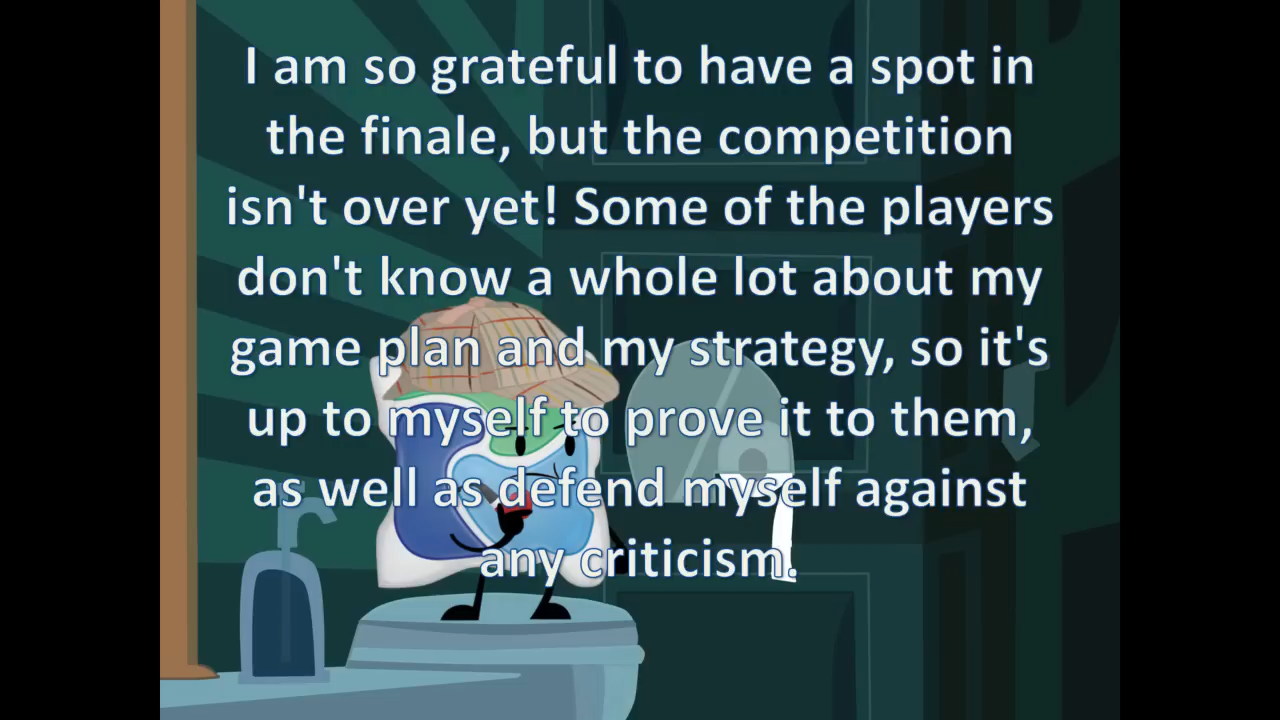 I am so grateful to have a spot in
the finale, but the competition
isn't over yet! Some of the players
don't know a whole lot about my
game plan and my strategy, so it's
up to myself to prove it to them,
as well as defend myself against
any criticism.